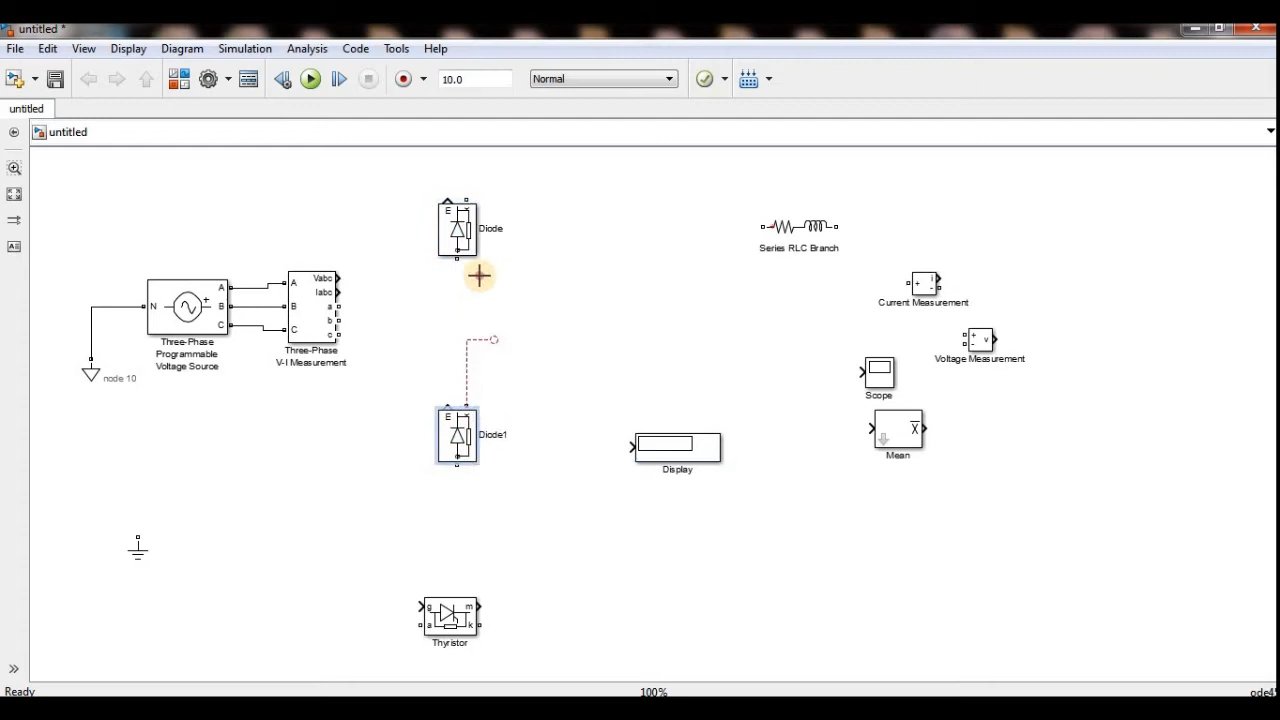 untitled *
File Edit View Display Diagram Simulation Analysis Code Tools Help
10.0 Normal
untitled
untitled
E
Diode
Series RLC Branch
N A B C
A B C Vabc Iabc a b c
Three-Phase
Programmable
Voltage Source
Three-Phase
V-I Measurement
node 10
+ i -
Current Measurement
+ - v
Voltage Measurement
Scope
E
Diode1
Display
X
Mean
g m
a k
Thyristor
Ready 100% ode4